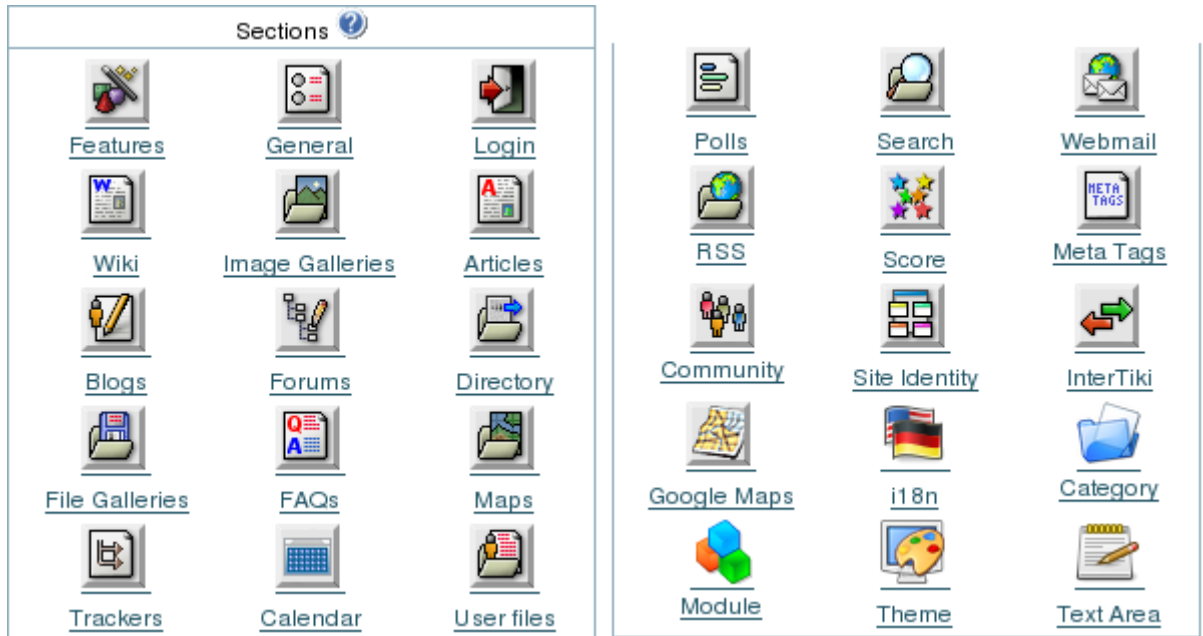 Sections
Features General Login
Wiki Image Galleries Articles
Blogs Forums Directory
File Galleries FAQs Maps
Trackers Calendar User files
Polls Search Webmail
META
TAGS
RSS Score Meta Tags
Community Site Identity InterTiki
Google Maps i18n Category
Module Theme Text Area